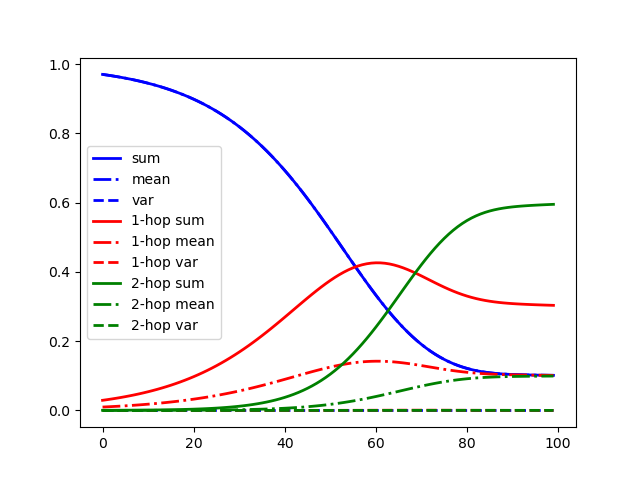 1.0
0.8
0.6
0.4
0.2
0.0
sum
mean
var
1-hop sum
1-hop mean
1-hop var
2-hop sum
2-hop mean
2-hop var
0 20 40 60 80 100